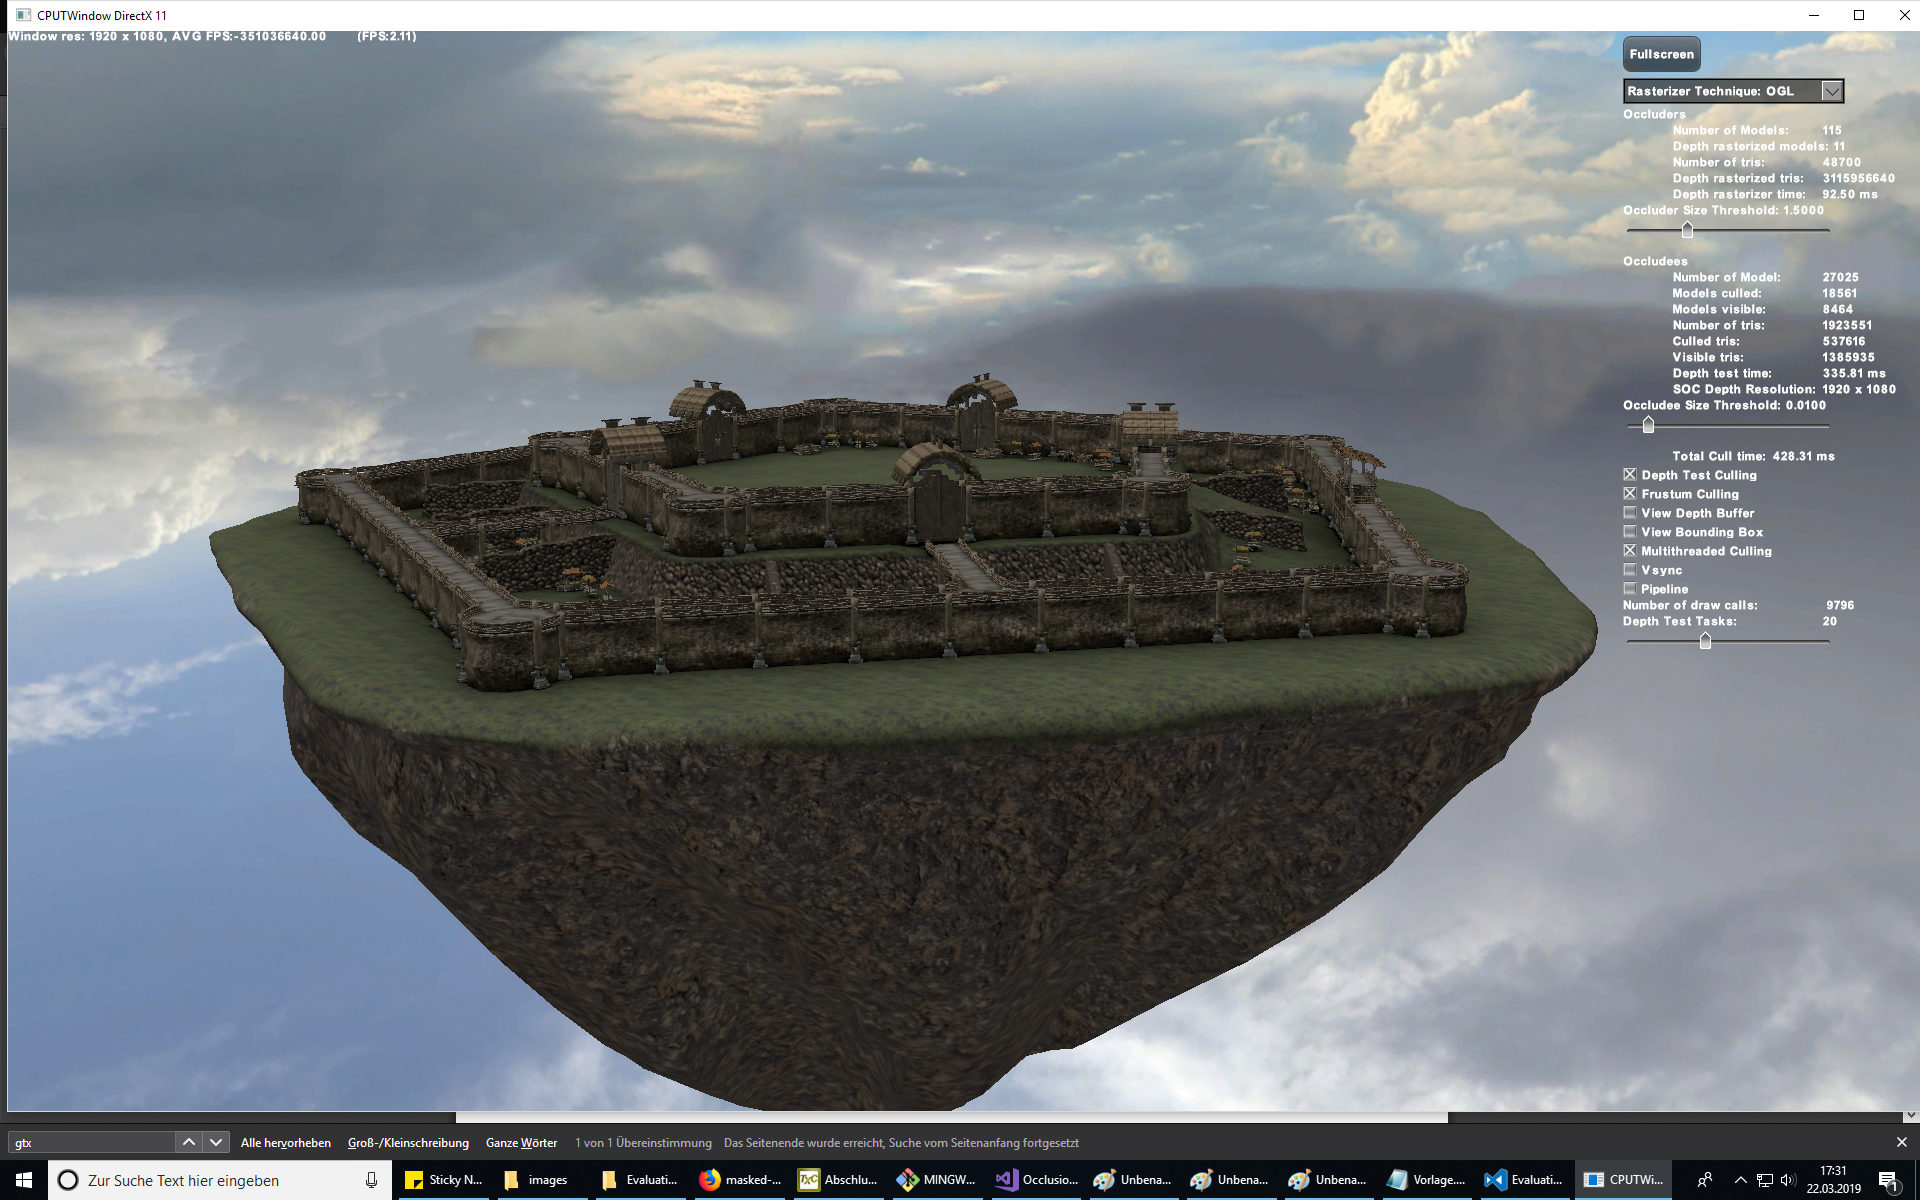 CPUTWindow DirectX 11
Window res: 1920 x 1080, AVG FPS:-351036640.00 (FPS:2.11)
Fullscreen
Rasterizer Technique: OGL
Occluders
Number of Models: 115
Depth rasterized models: 11
Number of tris: 48700
Depth rasterized tris: 3115956640
Depth rasterizer time: 92.50 ms
Occluder Size Threshold: 1.5000
Occludees
Number of Model: 27025
Models culled: 18561
Models visible: 8464
Number of tris: 1923551
Culled tris: 537616
Visible tris: 1385935
Depth test time: 335.81 ms
SOC Depth Resolution: 1920 x 1080
Occludee Size Threshold: 0.0100
Total Cull time: 428.31 ms
Depth Test Culling
Frustum Culling
View Depth Buffer
View Bounding Box
Multithreaded Culling
Vsync
Pipeline
Number of draw calls: 9796
Depth Test Tasks: 20
gtx Alle hervorheben Groß-/Kleinschreibung Ganze Wörter 1 von 1 Übereinstimmung Das Seitenende wurde erreicht, Suche vom Seitenanfang fortgesetzt
Zur Suche Text hier eingeben Sticky N... images Evaluati... masked-... TXC Abschlu... MINGW... Occlusio... Unbena... Unbena... Unbena... Vorlage.... Evaluati... CPUTWi... 17:31
22.03.2019 1